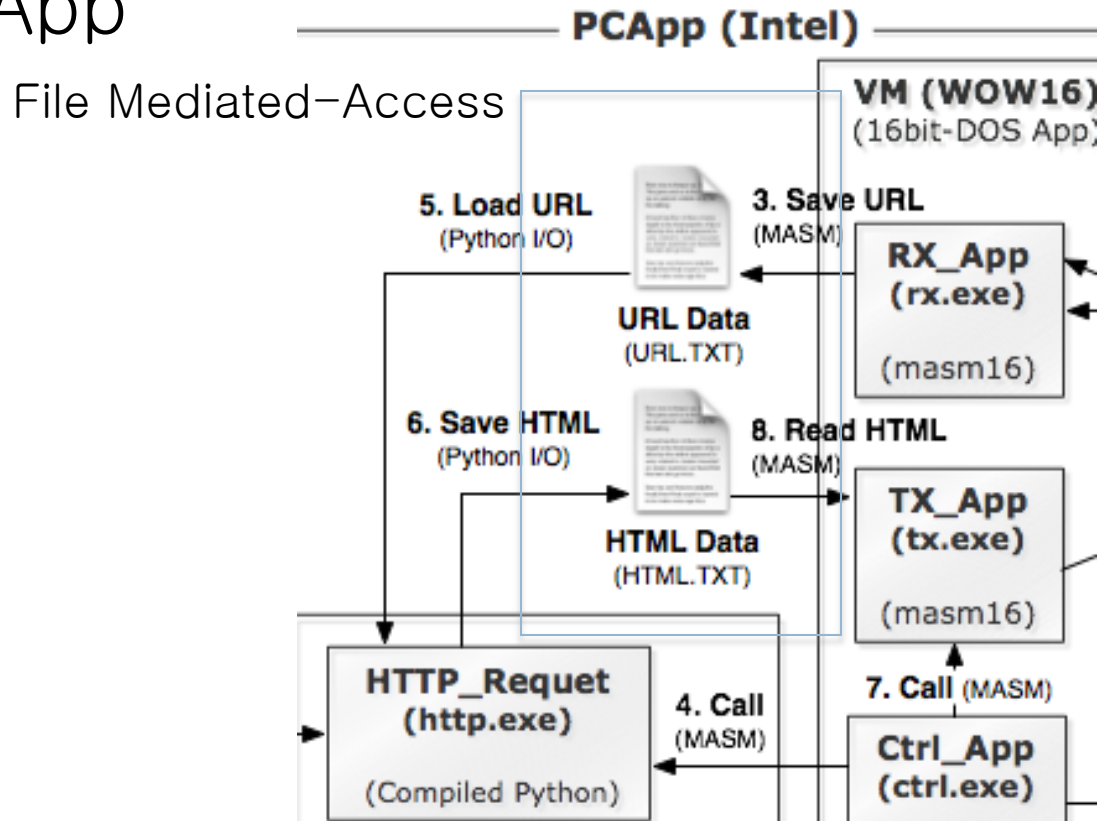 App
File Mediated-Access
PCApp (Intel)
VM (WOW16)
(16bit-DOS App)
5. Load URL
(Python I/O)
3. Save URL
(MASM)
RX_App
(rx.exe)
(masm16)
URL Data
(URL.TXT)
6. Save HTML
(Python I/O)
8. Read HTML
(MASM)
TX_App
(tx.exe)
(masm16)
HTML Data
(HTML.TXT)
HTTP_Requet
(http.exe)
(Compiled Python)
4. Call
(MASM)
7. Call (MASM)
Ctrl_App
(ctrl.exe)